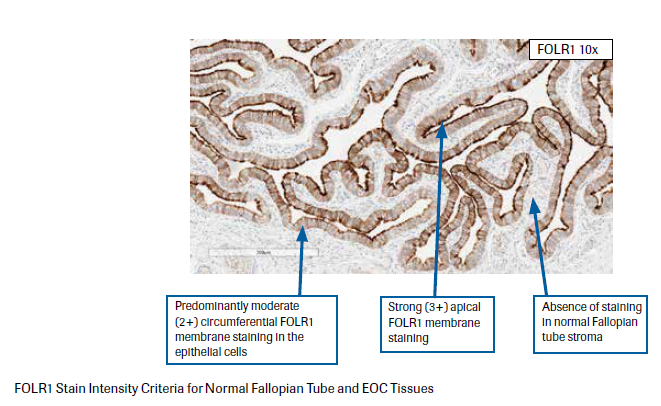 FOLR1 10x
200μm
Predominantly moderate
(2+) circumferential FOLR1
membrane staining in the
epithelial cells
Strong (3+) apical
FOLR1 membrane
staining
Absence of staining
in normal Fallopian
tube stroma
FOLR1 Stain Intensity Criteria for Normal Fallopian Tube and EOC Tissues